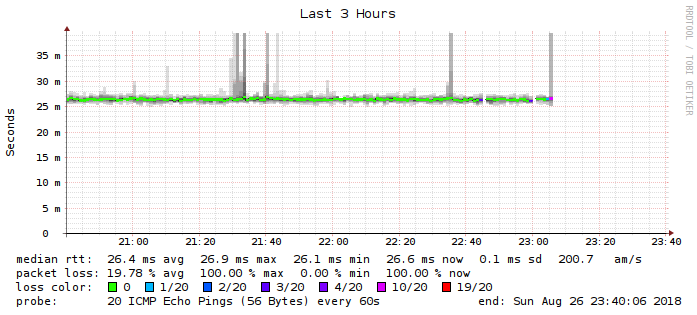 Last 3 Hours
RRDTOOL / TOBI OETIKER
Seconds
35 m
30 m
25 m
20 m
15 m
10 m
5 m
0
21:00 21:20 21:40 22:00 22:20 22:40 23:00 23:20 23:40
median rtt: 26.4 ms avg 26.9 ms max 26.1 ms min 26.6 ms now 0.1 ms sd 200.7 am/s
packet loss: 19.78 % avg 100.00 % max 0.00 % min 100.00 % now
loss color: 0 1/20 2/20 3/20 4/20 10/20 19/20
probe: 20 ICMP Echo Pings (56 Bytes) every 60s end: Sun Aug 26 23:40:06 2018